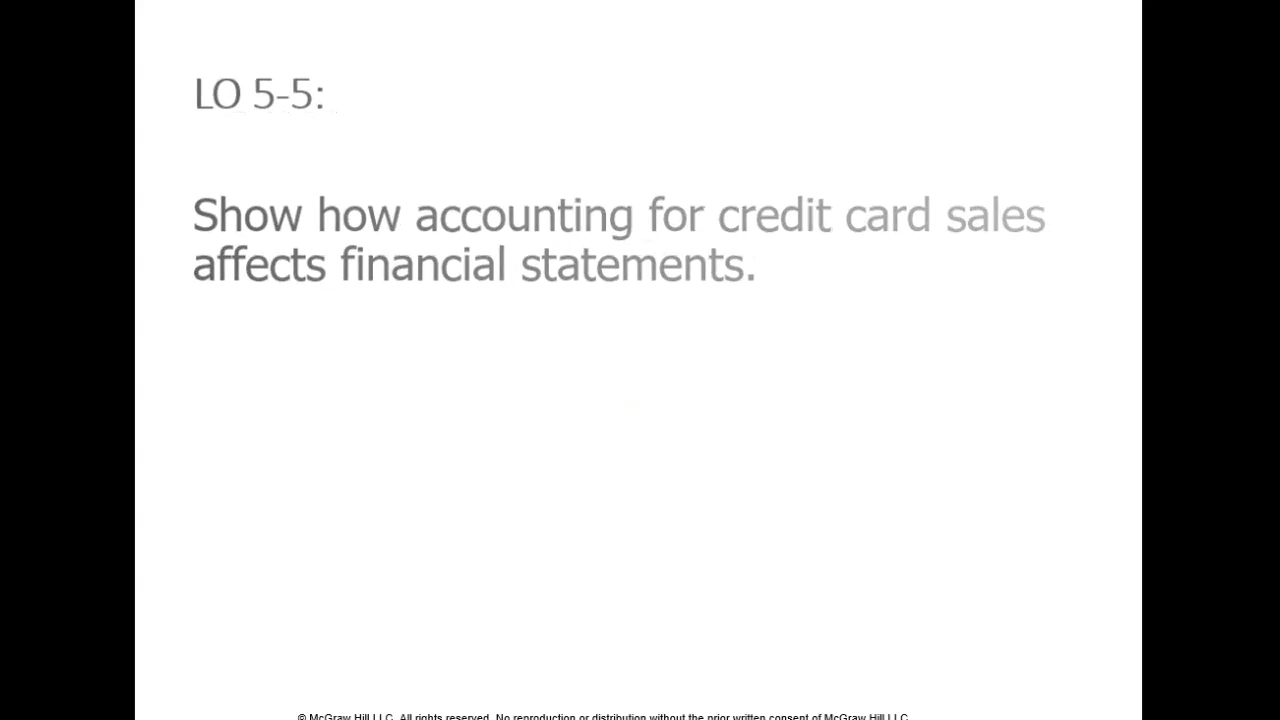 LO 5-5:
Show how accounting for credit card sales
affects financial statements.
© McGraw Hill LLC. All rights reserved. No reproduction or distribution without the prior written consent of McGraw Hill LLC.